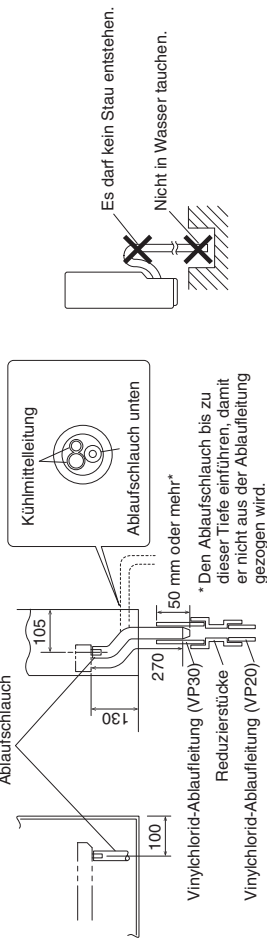 Ablaufschlauch
100
105
130
270
Kühlmittelleitung
Ablaufschlauch unten
50 mm oder mehr*
* Den Ablaufschlauch bis zu
dieser Tiefe einführen, damit
er nicht aus der Ablaufleitung
gezogen wird.
Vinylchlorid-Ablaufleitung (VP30)
Reduzierstücke
Vinylchlorid-Ablaufleitung (VP20)
Es darf kein Stau entstehen.
Nicht in Wasser tauchen.